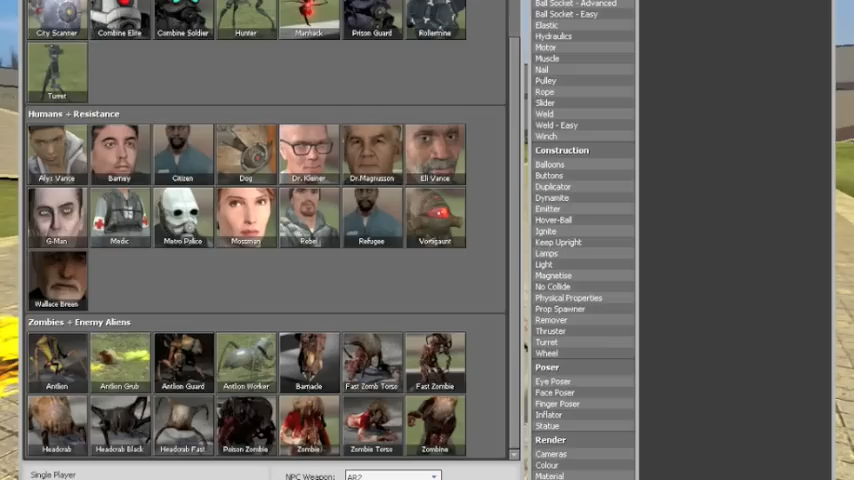 City Scanner Combine Elite Combine Soldier Hunter Manhack Prison Guard Rollermine
Turret
Humans + Resistance
Alyx Vance Barney Citizen Dog Dr. Kleiner Dr.Magnusson Eli Vance
G-Man Medic Metro Police Mossman Rebel Refugee Vortigaunt
Wallace Breen
Zombies + Enemy Aliens
Antlion Antlion Grub Antlion Guard Antlion Worker Barnacle Fast Zomb Torso Fast Zombie
Headcrab Headcrab Black Headcrab Fast Poison Zombie Zombie Zombie Torso Zombine
Single Player
NPC Weapon: AR2
Ball Socket - Advanced
Ball Socket - Easy
Elastic
Hydraulics
Motor
Muscle
Nail
Pulley
Rope
Slider
Weld
Weld - Easy
Winch
Construction
Balloons
Buttons
Duplicator
Dynamite
Emitter
Hover-Ball
Ignite
Keep Upright
Lamps
Light
Magnetise
No Collide
Physical Properties
Prop Spawner
Remover
Thruster
Turret
Wheel
Poser
Eye Poser
Face Poser
Finger Poser
Inflator
Statue
Render
Cameras
Colour
Material